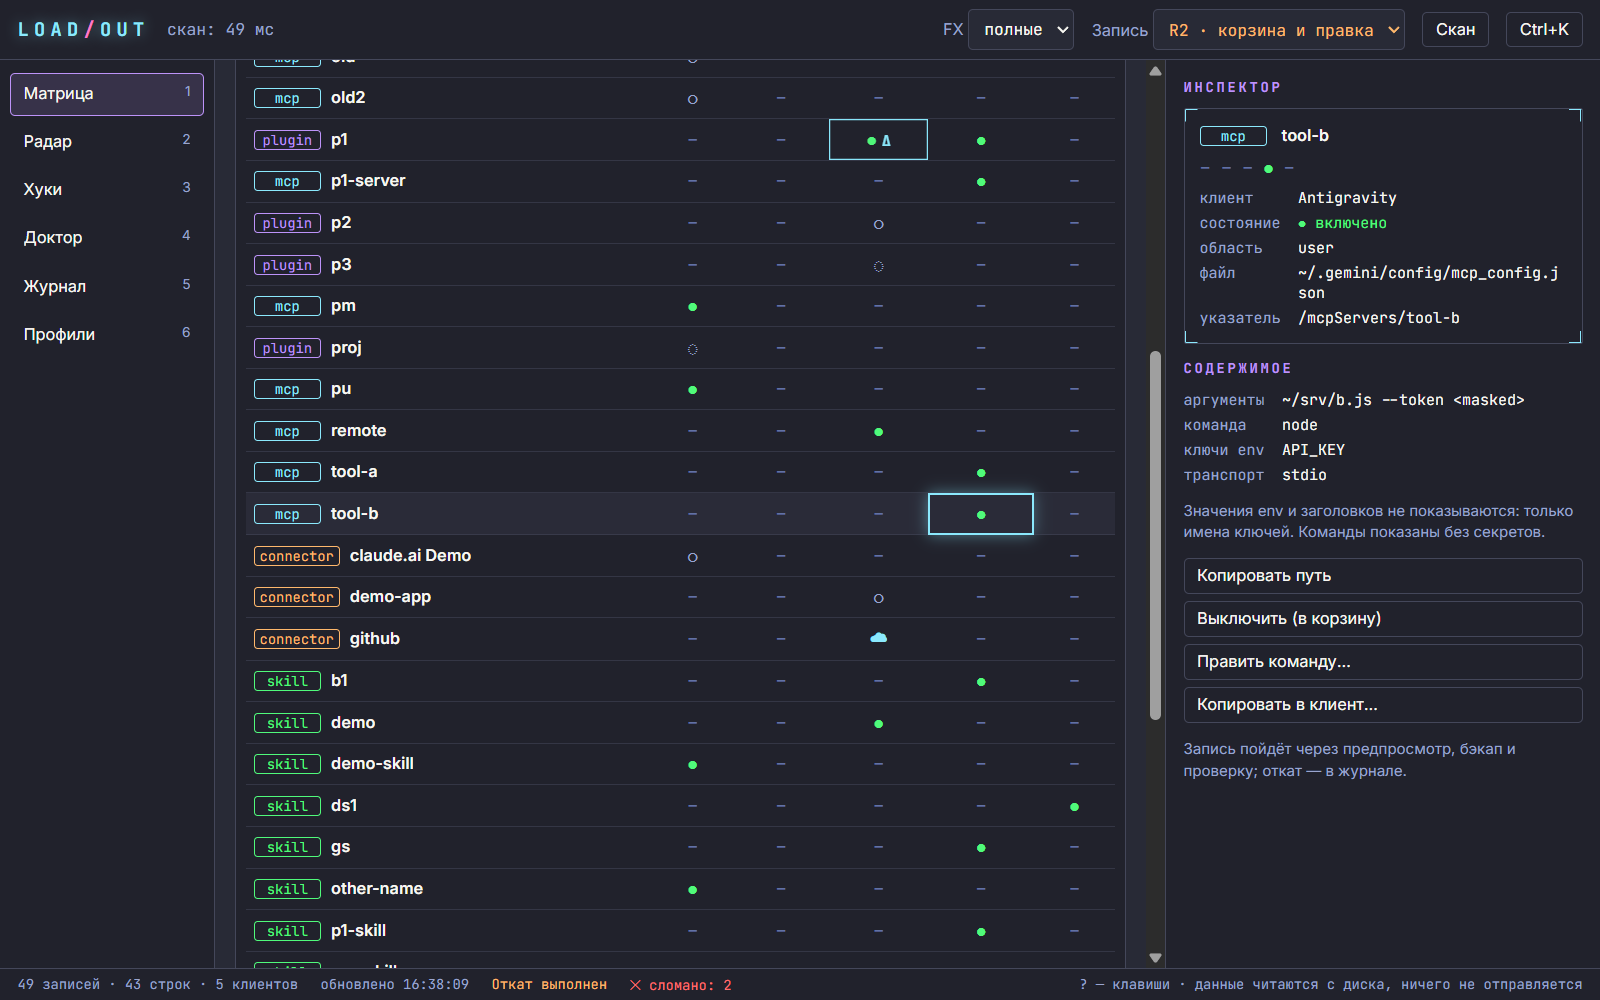 LOAD/OUT скан: 49 мс FX полные Запись R2 · корзина и правка Скан Ctrl+K
Матрица 1
Радар 2
Хуки 3
Доктор 4
Журнал 5
Профили 6
mcp old2 ○ — — — —
plugin p1 — — ● Δ ● —
mcp p1-server — — — ● —
plugin p2 — — ○ — —
plugin p3 — — ◌ — —
mcp pm ● — — — —
plugin proj ◌ — — — —
mcp pu ● — — — —
mcp remote — — ● — —
mcp tool-a — — — ● —
mcp tool-b — — — ● —
connector claude.ai Demo ○ — — — —
connector demo-app — — ○ — —
connector github — — ☁ — —
skill b1 — — — ● —
skill demo — — ● — —
skill demo-skill ● — — — —
skill ds1 — — — — ●
skill gs — — — ● —
skill other-name ● — — — —
skill p1-skill — — — ● —
ИНСПЕКТОР
mcp tool-b
— — — ● —
клиент Antigravity
состояние ● включено
область user
файл ~/.gemini/config/mcp_config.j
son
указатель /mcpServers/tool-b
СОДЕРЖИМОЕ
аргументы ~/srv/b.js --token <masked>
команда node
ключи env API_KEY
транспорт stdio
Значения env и заголовков не показываются: только
имена ключей. Команды показаны без секретов.
Копировать путь
Выключить (в корзину)
Править команду...
Копировать в клиент...
Запись пойдёт через предпросмотр, бэкап и
проверку; откат — в журнале.
49 записей · 43 строк · 5 клиентов обновлено 16:38:09 Откат выполнен ✕ сломано: 2 ? — клавиши · данные читаются с диска, ничего не отправляется